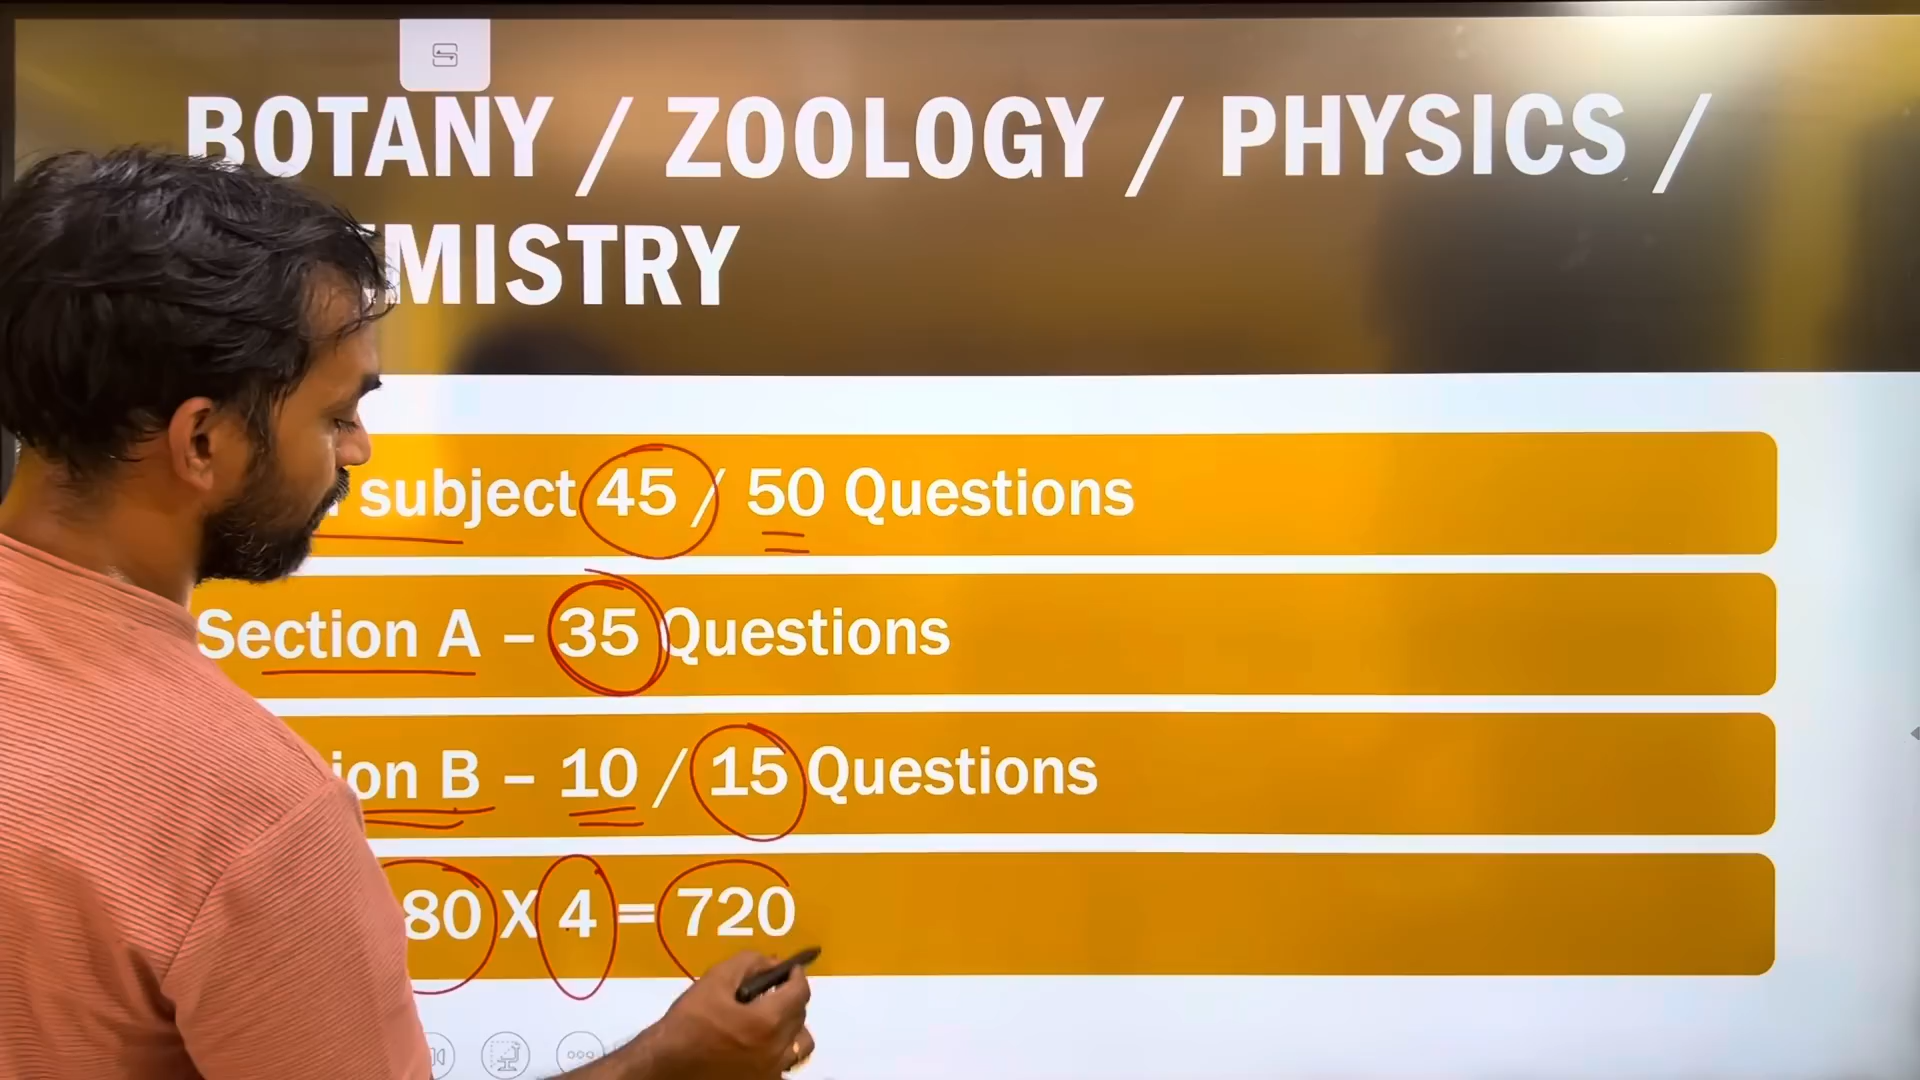 BOTANY / ZOOLOGY / PHYSICS /
MISTRY
subject 45 / 50 Questions
Section A – 35 Questions
ion B – 10 / 15 Questions
80 X 4 = 720